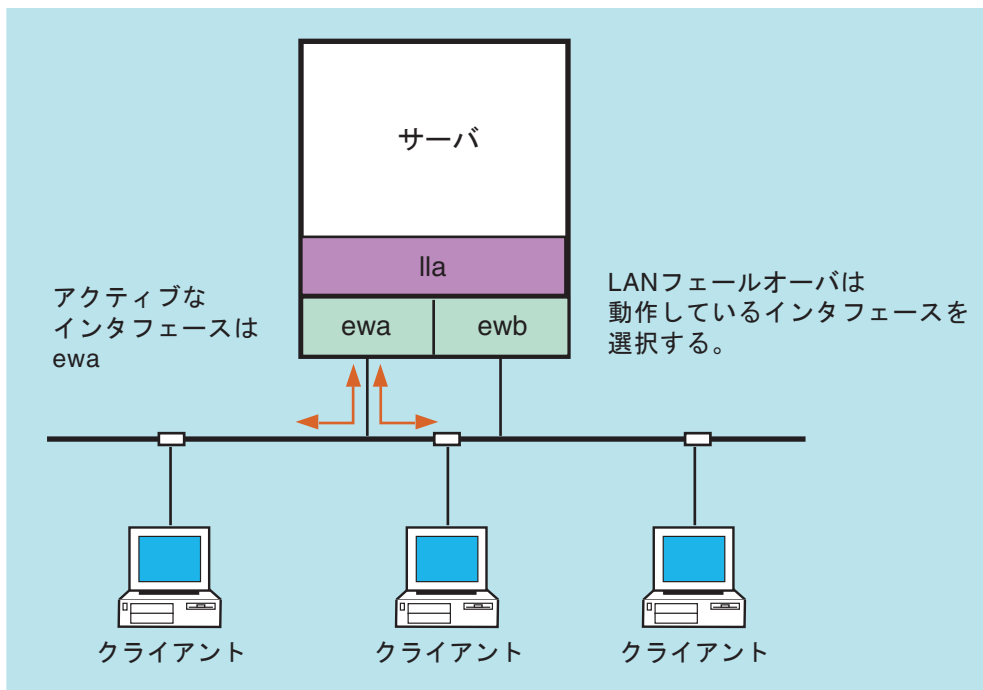 サーバ
lla
ewa
ewb
アクティブな
インタフェースは
ewa
LANフェールオーバは
動作しているインタフェースを
選択する。
クライアント
クライアント
クライアント